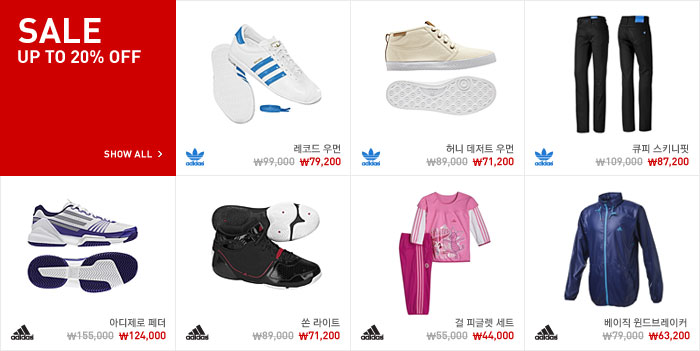 SALE
UP TO 20% OFF
SHOW ALL >
adidas
레코드 우먼
₩99,000 ₩79,200
adidas
허니 데저트 우먼
₩89,000 ₩71,200
adidas
큐피 스키니핏
₩109,000 ₩87,200
adidas
아디제로 페더
₩155,000 ₩124,000
adidas
쏜 라이트
₩89,000 ₩71,200
adidas
걸 피글렛 세트
₩55,000 ₩44,000
adidas
베이직 윈드브레이커
₩79,000 ₩63,200